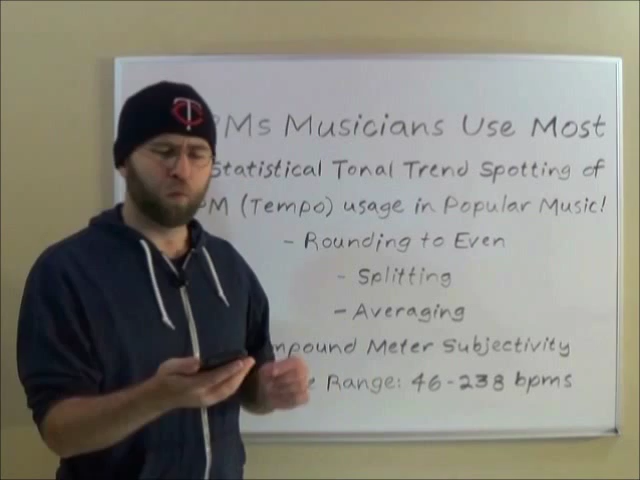 TC
PMs Musicians Use Most
Statistical Tonal Trend Spotting of
PM (Tempo) usage in Popular Music!
- Rounding to Even
- Splitting
- Averaging
mpound Meter Subjectivity
e Range: 46-238 bpms